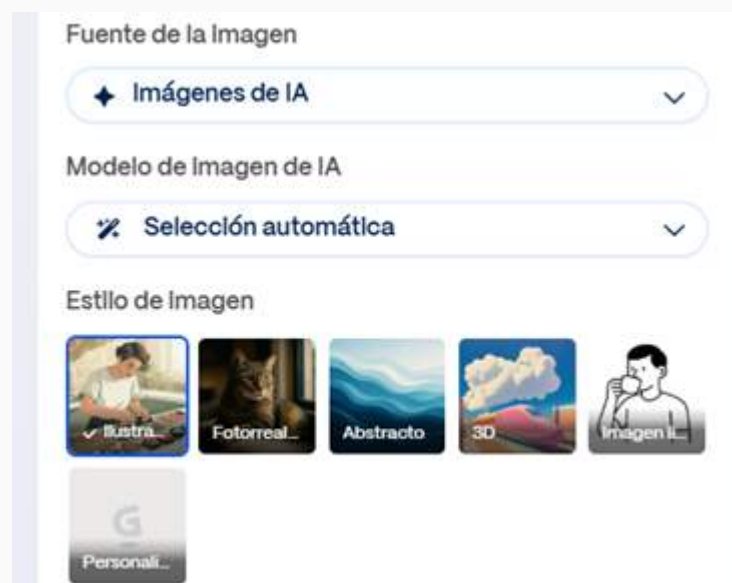 Fuente de la Imagen
Imágenes de IA
Modelo de Imagen de IA
Selección automática
Estilo de Imagen
Ilustra...
Fotorreal...
Abstracto
3D
Imagen li...
G
Personali...